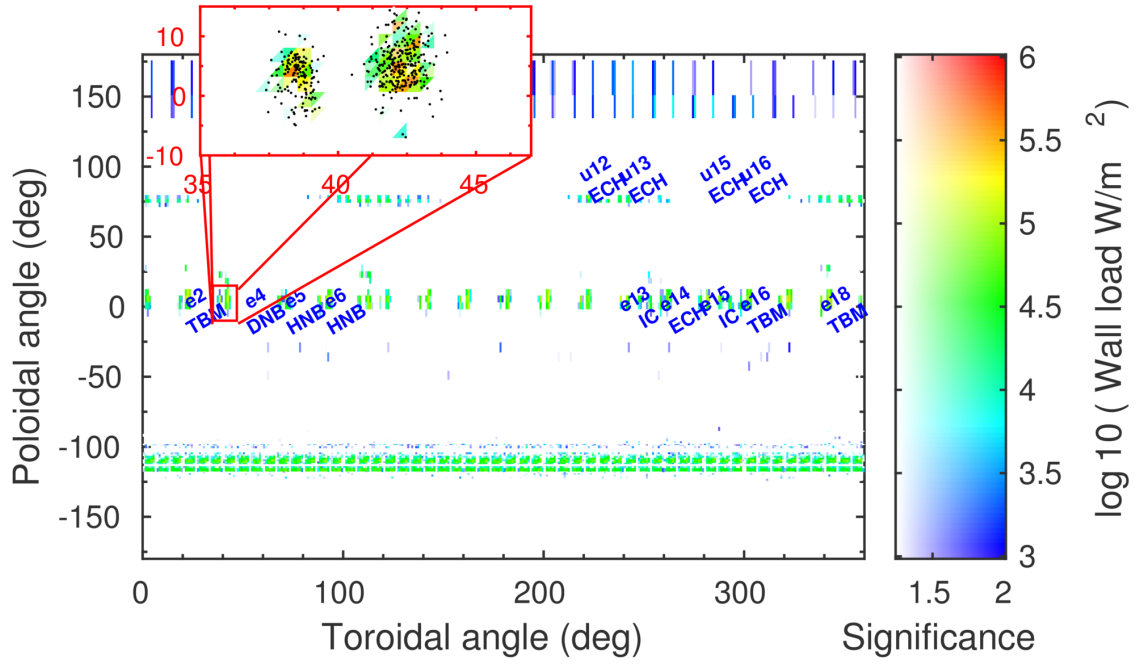 10
0
-10
35
40
45
150
100
50
0
-50
-100
-150
Poloidal angle (deg)
u12
ECH
u13
ECH
u15
ECH
u16
ECH
e2
TBM
e4
DNB
e5
HNB
e6
HNB
e13
IC
e14
ECH
e15
IC
e16
TBM
e18
TBM
0
100
200
300
Toroidal angle (deg)
6
5.5
5
4.5
4
3.5
3
log 10 ( Wall load W/m 2 )
1.5
2
Significance